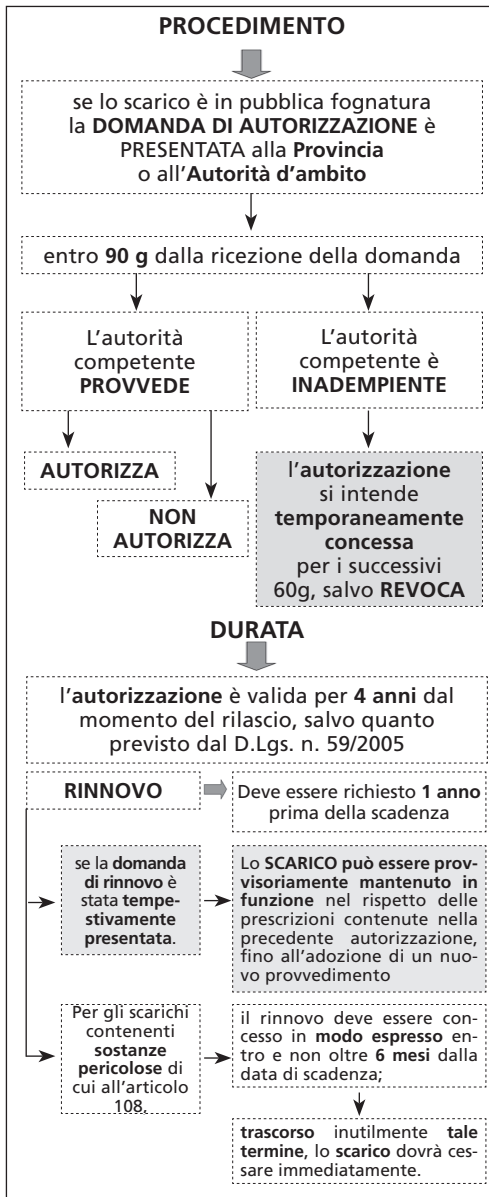 PROCEDIMENTO
se lo scarico è in pubblica fognatura
la DOMANDA DI AUTORIZZAZIONE è
PRESENTATA alla Provincia
o all'Autorità d'ambito
entro 90 g dalla ricezione della domanda
L'autorità
competente
PROVVEDE
L'autorità
competente è
INADEMPIENTE
AUTORIZZA
NON
AUTORIZZA
l'autorizzazione
si intende
temporaneamente
concessa
per i successivi
60g, salvo REVOCA
DURATA
l'autorizzazione è valida per 4 anni dal
momento del rilascio, salvo quanto
previsto dal D.Lgs. n. 59/2005
RINNOVO
Deve essere richiesto 1 anno
prima della scadenza
se la domanda
di rinnovo è
stata tempe-
stivamente
presentata.
Lo SCARICO può essere prov-
visoriamente mantenuto in
funzione nel rispetto delle
prescrizioni contenute nella
precedente autorizzazione,
fino all'adozione di un nuo-
vo provvedimento
Per gli scarichi
contenenti
sostanze
pericolose di
cui all'articolo
108,
il rinnovo deve essere con-
cesso in modo espresso en-
tro e non oltre 6 mesi dalla
data di scadenza;
trascorso inutilmente tale
termine, lo scarico dovrà ces-
sare immediatamente.